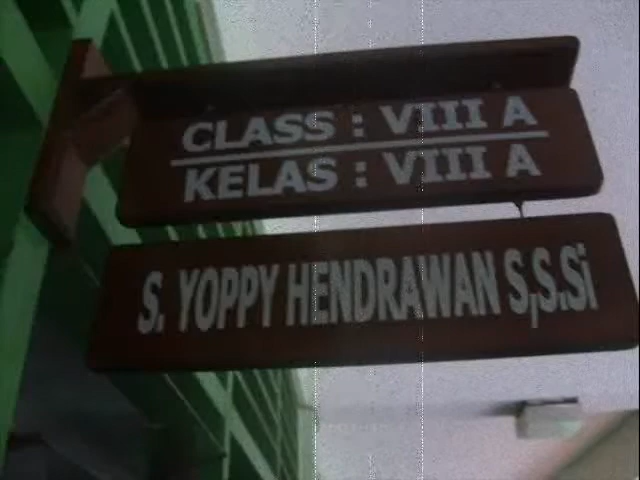 CLASS : VIII A
KELAS : VIII A
S. YOPPY HENDRAWAN S,S.Si